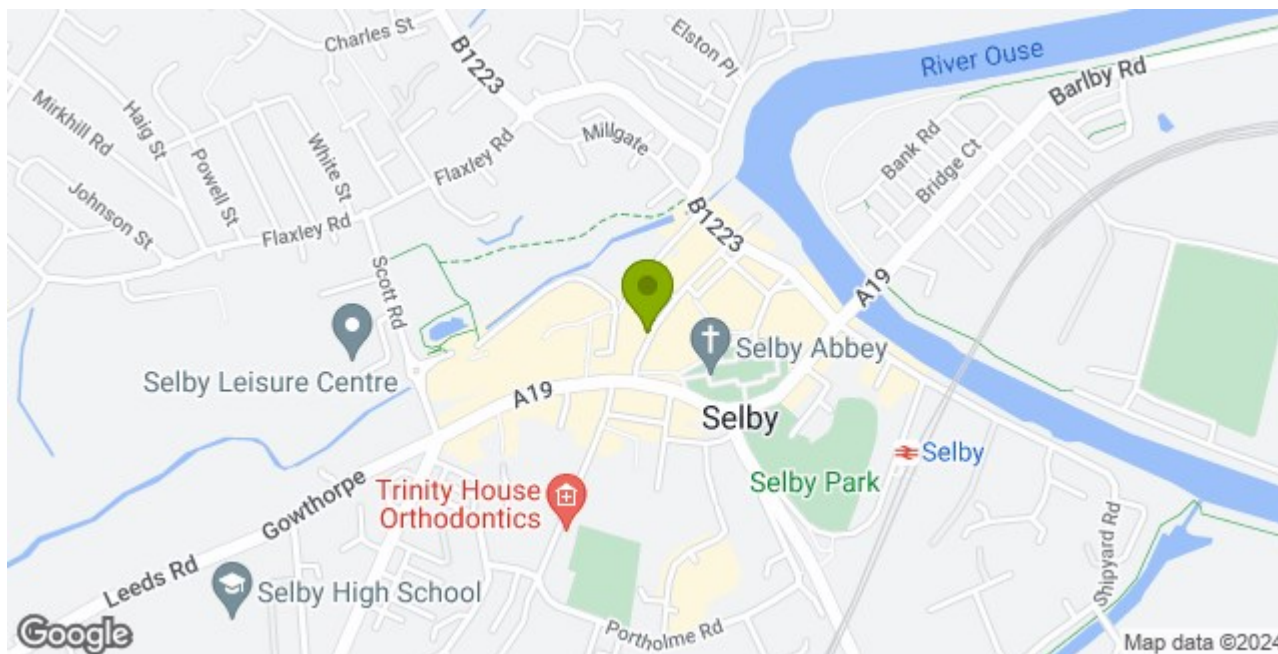 Charles St
B1223
Elston Pl
River Ouse
Barlby Rd
Mirkhill Rd
Haig St
Powell St
White St
Johnson St
Flaxley Rd
Flaxley Rd
Millgate
Bank Rd
Bridge Ct
B1223
Scott Rd
A19
Selby Leisure Centre
A19
Selby Abbey
Selby
Selby
Selby Park
Trinity House
Orthodontics
Gowthorpe
Leeds Rd
Selby High School
Portholme Rd
Shipyard Rd
Google
Map data ©2024